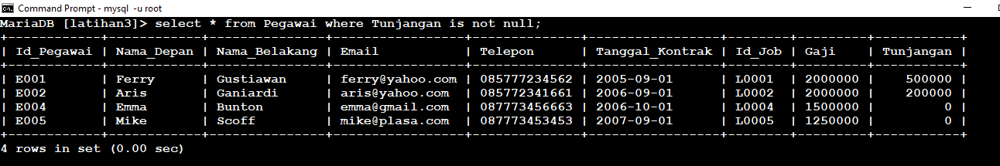 Command Prompt - mysql -u root
MariaDB [latihan3]> select * from Pegawai where Tunjangan is not null;
+------------+------------+---------------+-----------------+--------------+-----------------+--------+---------+-----------+
| Id_Pegawai | Nama_Depan | Nama_Belakang | Email           | Telepon      | Tanggal_Kontrak | Id_Job | Gaji    | Tunjangan |
+------------+------------+---------------+-----------------+--------------+-----------------+--------+---------+-----------+
| E001       | Ferry      | Gustiawan     | ferry@yahoo.com | 085777234562 | 2005-09-01      | L0001  | 2000000 |    500000 |
| E002       | Aris       | Ganiardi      | aris@yahoo.com  | 085772341661 | 2006-09-01      | L0002  | 2000000 |    200000 |
| E004       | Emma       | Bunton        | emma@gmail.com  | 087773456663 | 2006-10-01      | L0004  | 1500000 |         0 |
| E005       | Mike       | Scoff         | mike@plasa.com  | 087773453453 | 2007-09-01      | L0005  | 1250000 |         0 |
+------------+------------+---------------+-----------------+--------------+-----------------+--------+---------+-----------+
4 rows in set (0.00 sec)